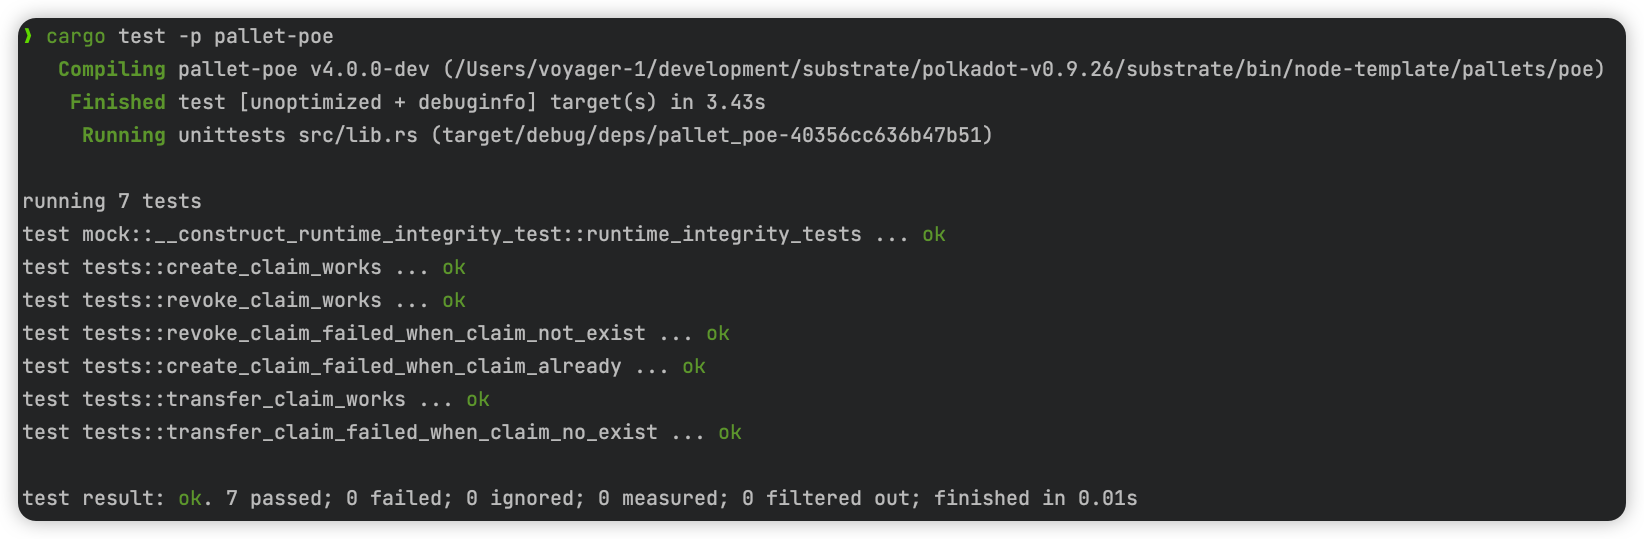 ❯ cargo test -p pallet-poe
Compiling pallet-poe v4.0.0-dev (/Users/voyager-1/development/substrate/polkadot-v0.9.26/substrate/bin/node-template/pallets/poe)
Finished test [unoptimized + debuginfo] target(s) in 3.43s
Running unittests src/lib.rs (target/debug/deps/pallet_poe-40356cc636b47b51)
running 7 tests
test mock::__construct_runtime_integrity_test::runtime_integrity_tests ... ok
test tests::create_claim_works ... ok
test tests::revoke_claim_works ... ok
test tests::revoke_claim_failed_when_claim_not_exist ... ok
test tests::create_claim_failed_when_claim_already ... ok
test tests::transfer_claim_works ... ok
test tests::transfer_claim_failed_when_claim_no_exist ... ok
test result: ok. 7 passed; 0 failed; 0 ignored; 0 measured; 0 filtered out; finished in 0.01s